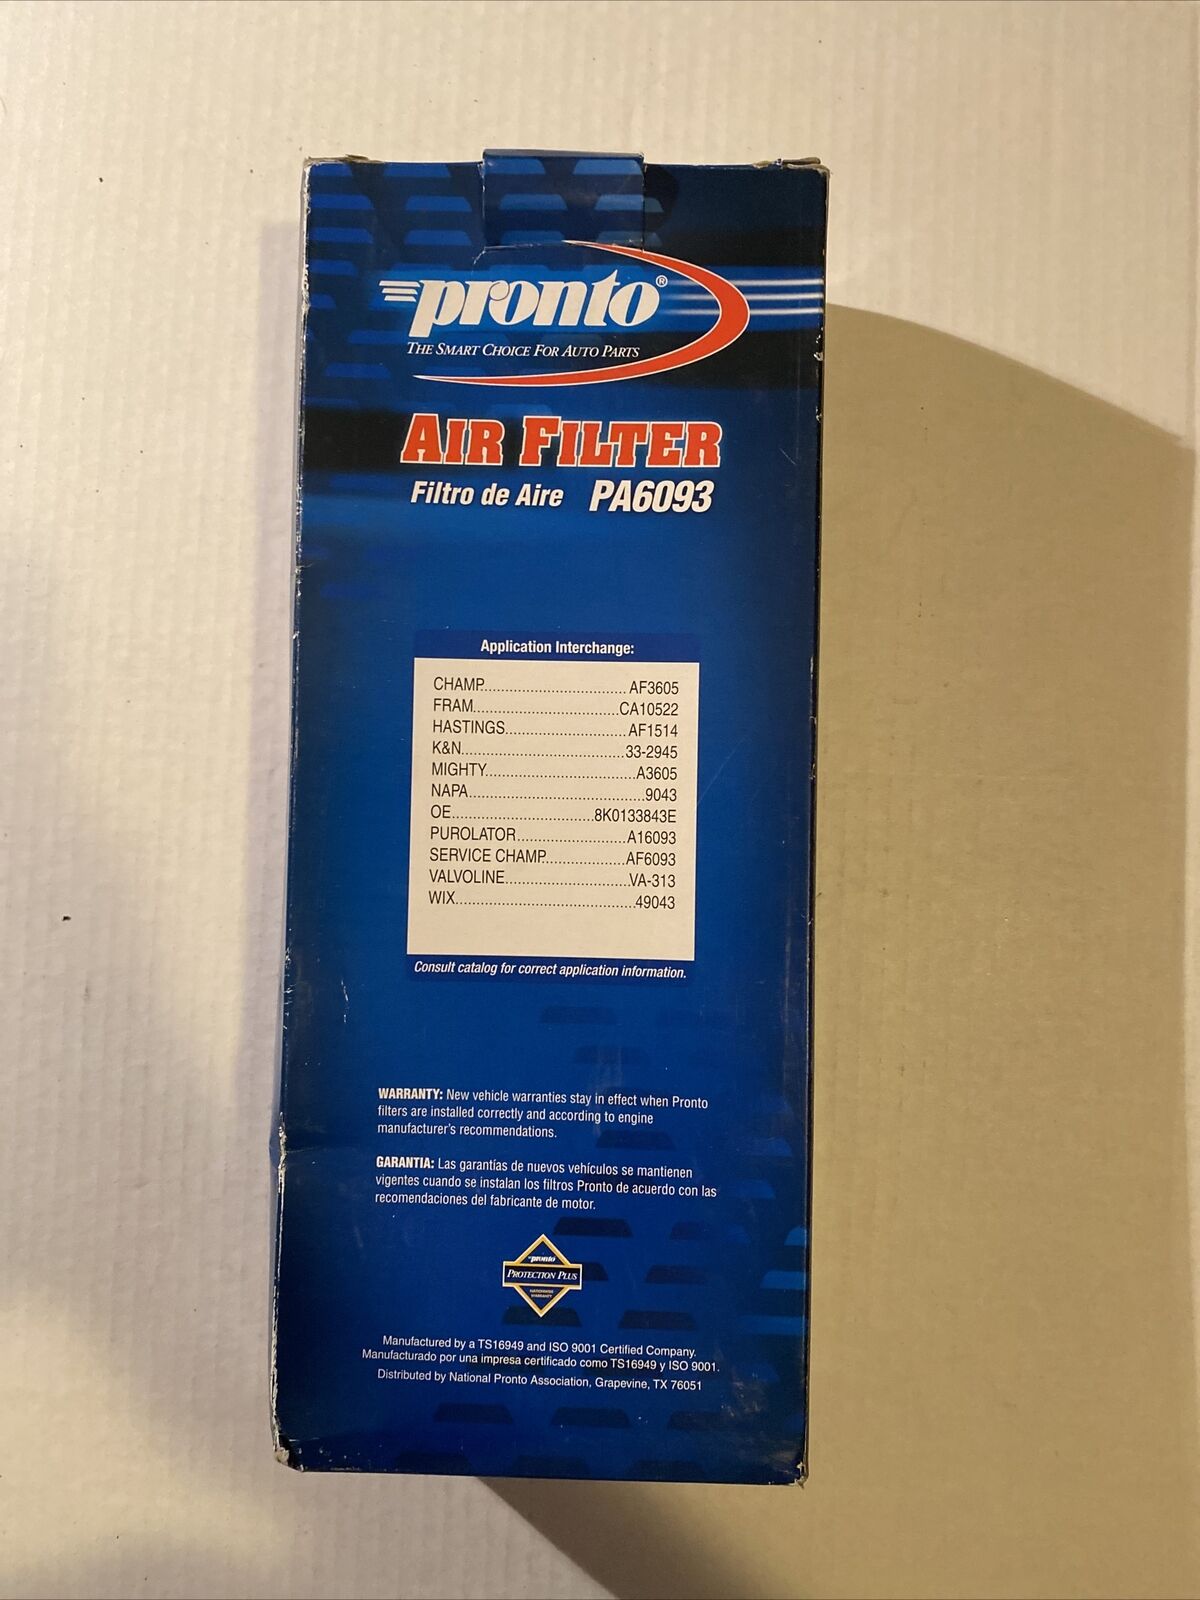 pronto®
THE SMART CHOICE FOR AUTO PARTS
AIR FILTER
Filtro de Aire PA6093
Application Interchange:
CHAMP.................................. AF3605
FRAM...................................CA10522
HASTINGS............................. AF1514
K&N.......................................33-2945
MIGHTY....................................A3605
NAPA..........................................9043
OE..................................8K0133843E
PUROLATOR..........................A16093
SERVICE CHAMP...................AF6093
VALVOLINE..............................VA-313
WIX...........................................49043
Consult catalog for correct application information.
WARRANTY: New vehicle warranties stay in effect when Pronto
filters are installed correctly and according to engine
manufacturer's recommendations.
GARANTIA: Las garantías de nuevos vehículos se mantienen
vigentes cuando se instalan los filtros Pronto de acuerdo con las
recomendaciones del fabricante de motor.
pronto
PROTECTION PLUS
NATIONWIDE
WARRANTY
Manufactured by a TS16949 and ISO 9001 Certified Company.
Manufacturado por una impresa certificado como TS16949 y ISO 9001.
Distributed by National Pronto Association, Grapevine, TX 76051